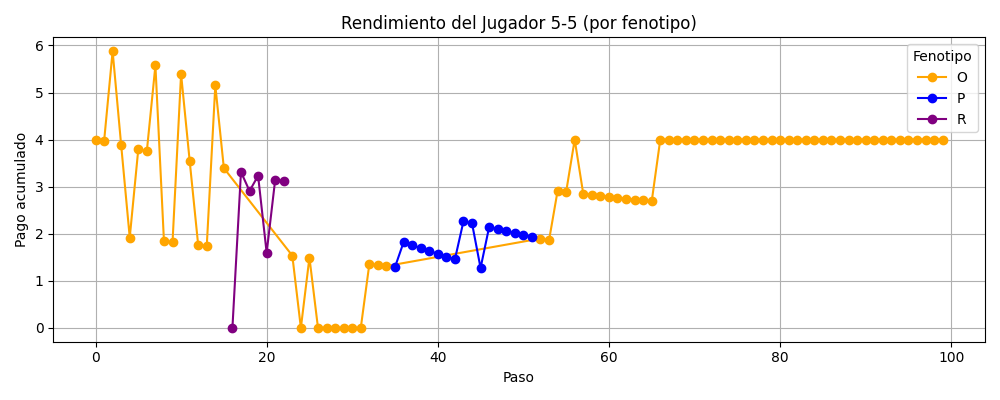 Rendimiento del Jugador 5-5 (por fenotipo)
Pago acumulado
6
5
4
3
2
1
0
Fenotipo
O
P
R
0
20
40
60
80
100
Paso